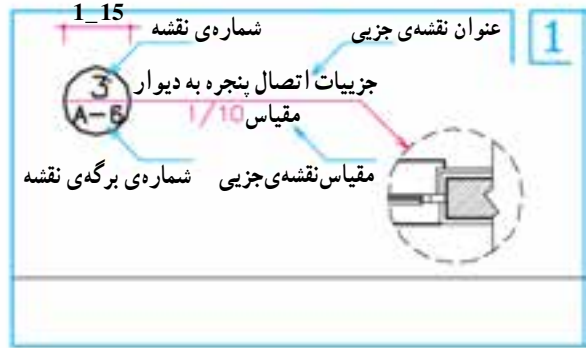 1_15
1
عنوان نقشه‌ی جزیی
شماره‌ی نقشه
3
جزییات اتصال پنجره به دیوار
A-6
مقیاس 1/10
شماره‌ی برگه‌ی نقشه
مقیاس نقشه‌ی جزیی